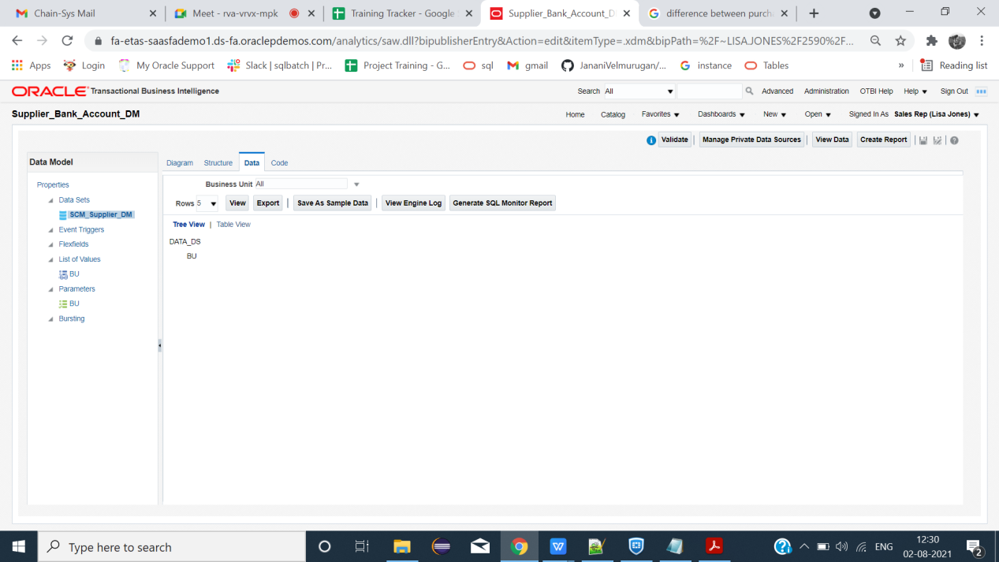 Chain-Sys Mail
Meet - rva-vrvx-mpk
Training Tracker - Google
Supplier_Bank_Account_D
difference between purch
fa-etas-saasfademo1.ds-fa.oraclepdemos.com/analytics/saw.dll?bipublisherEntry&Action=edit&itemType=.xdm&bipPath=%2F~LISA.JONES%2F2590%2F...
Apps
Login
My Oracle Support
Slack | sqlbatch | Pr...
Project Training - G...
sql
gmail
JananiVelmurugan/...
instance
Tables
»
Reading list
ORACLE Transactional Business Intelligence
Search All
Advanced
Administration
OTBI Help
Help
Sign Out
Supplier_Bank_Account_DM
Home
Catalog
Favorites
Dashboards
New
Open
Signed In As Sales Rep (Lisa Jones)
Validate | Manage Private Data Sources | View Data Create Report
Data Model
Diagram
Structure
Data
Code
Properties
Data Sets
SCM_Supplier_DM
Event Triggers
Flexfields
List of Values
BU
Parameters
BU
Bursting
Business Unit All
Rows 5
View
Export | Save As Sample Data | View Engine Log
Generate SQL Monitor Report
Tree View | Table View
DATA_DS
BU
Type here to search
ENG
12:30
02-08-2021
2